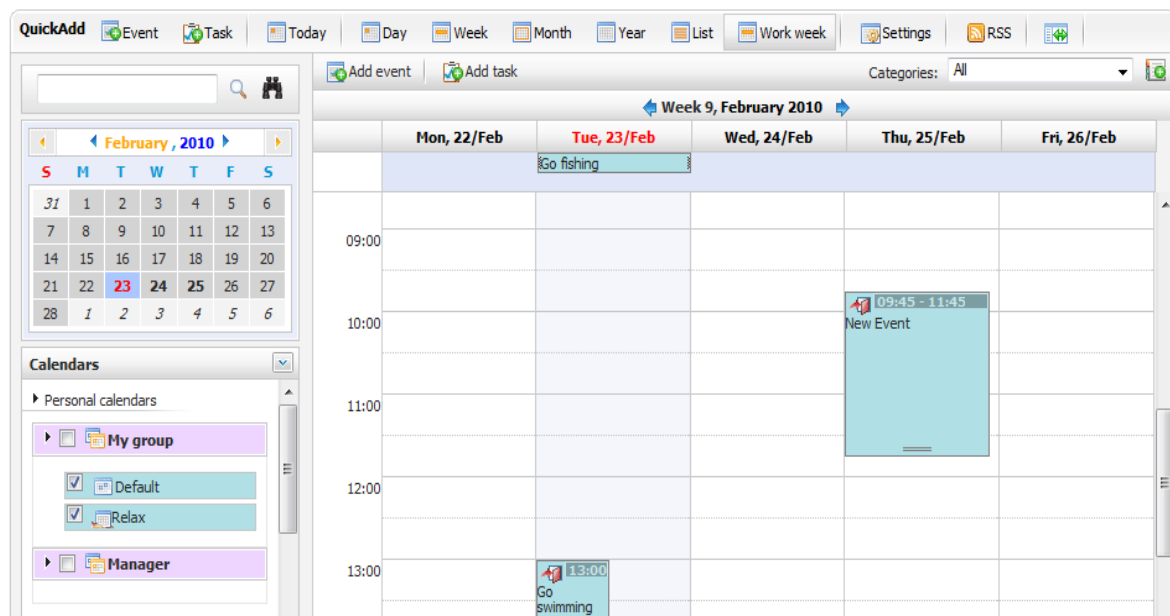 QuickAdd Event Task Today Day Week Month Year List Work week Settings RSS
Add event Add task Categories: All
Week 9, February 2010
February , 2010
S M T W T F S
31 1 2 3 4 5 6
7 8 9 10 11 12 13
14 15 16 17 18 19 20
21 22 23 24 25 26 27
28 1 2 3 4 5 6
Calendars
Personal calendars
My group
Default
Relax
Manager
Mon, 22/Feb Tue, 23/Feb Wed, 24/Feb Thu, 25/Feb Fri, 26/Feb
Go fishing
09:00
09:45 - 11:45
New Event
10:00
11:00
12:00
13:00
13:00
Go
swimming